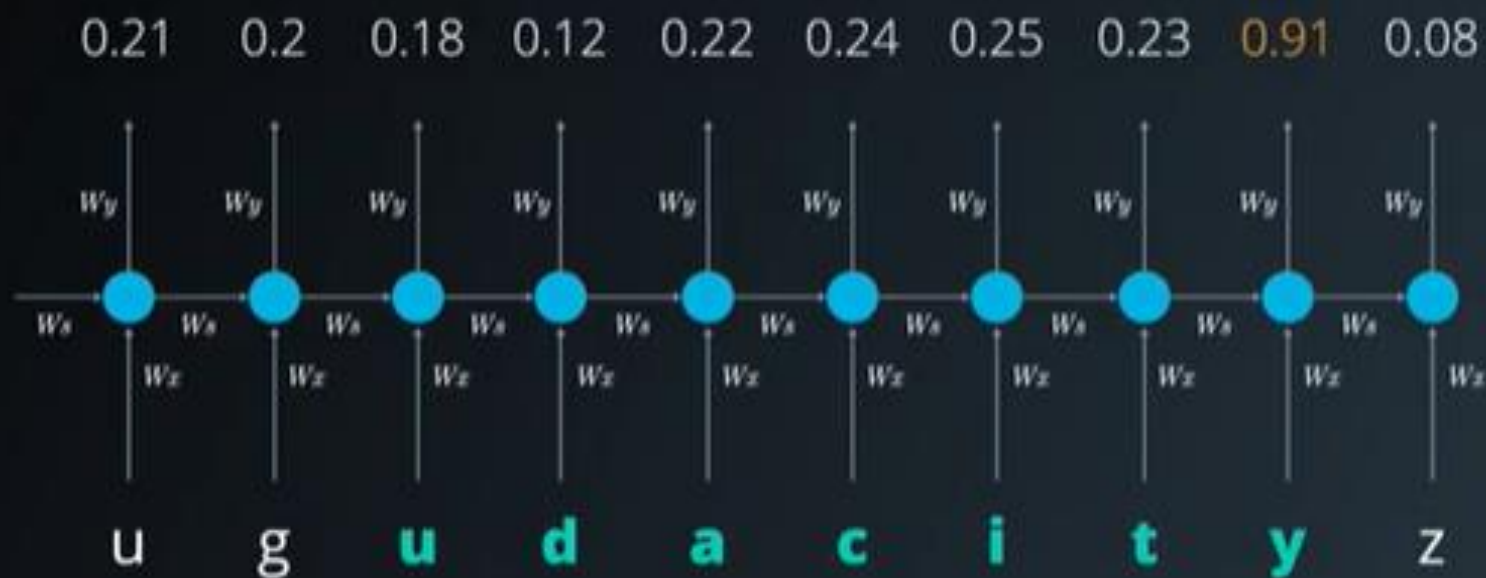 0.21 0.2 0.18 0.12 0.22 0.24 0.25 0.23 0.91 0.08
Wy Wy Wy Wy Wy Wy Wy Wy Wy Wy
Ws Ws Ws Ws Ws Ws Ws Ws Ws Ws
Wx Wx Wx Wx Wx Wx Wx Wx Wx Wx
u g u d a c i t y z